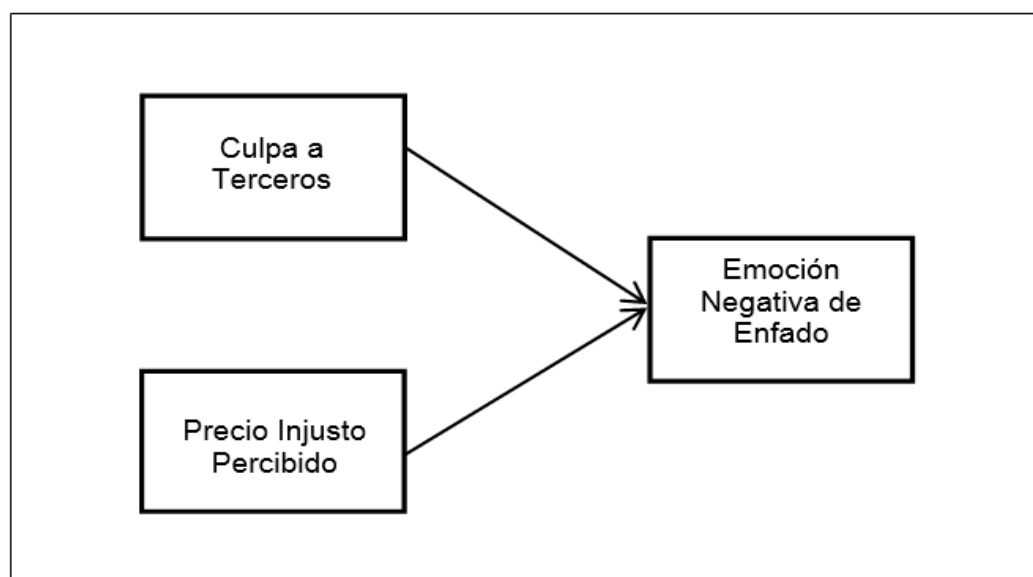 Culpa a
Terceros
Emoción
Negativa de
Enfado
Precio Injusto
Percibido